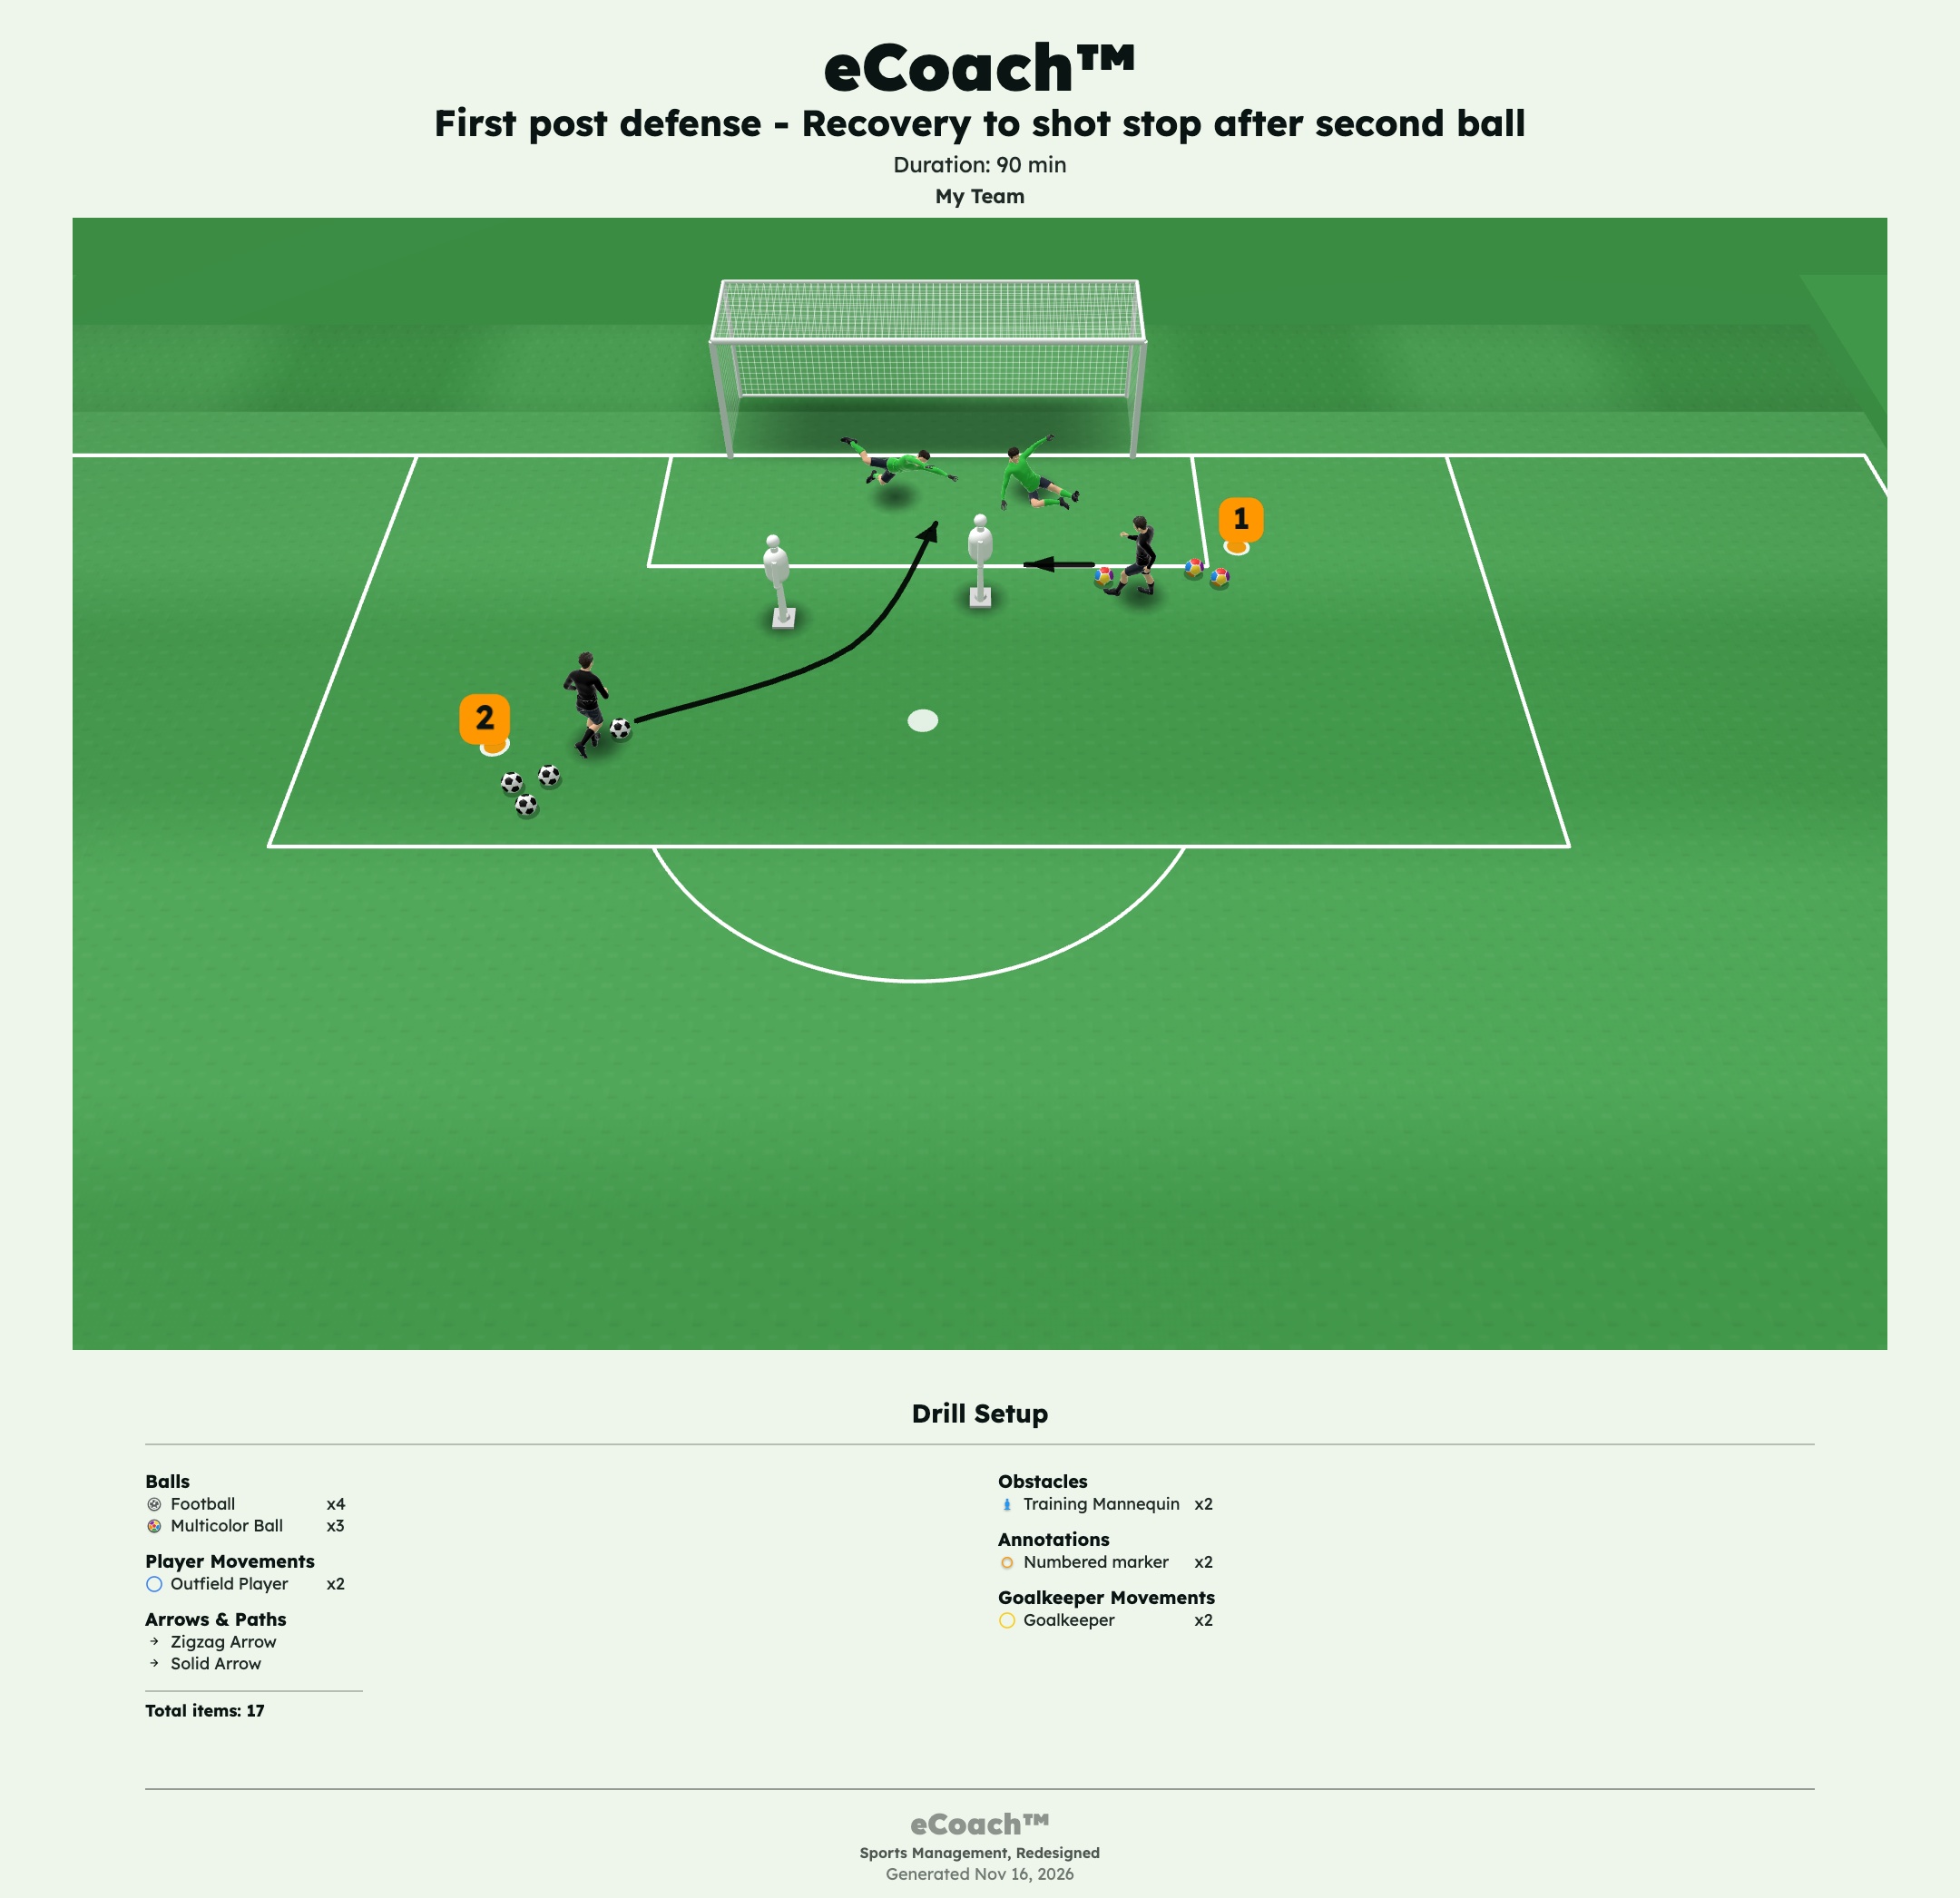 eCoach™
First post defense - Recovery to shot stop after second ball
Duration: 90 min
My Team
1
2
Drill Setup
Balls
Football x4
Multicolor Ball x3
Player Movements
Outfield Player x2
Arrows & Paths
Zigzag Arrow
Solid Arrow
Total items: 17
Obstacles
Training Mannequin x2
Annotations
Numbered marker x2
Goalkeeper Movements
Goalkeeper x2
eCoach™
Sports Management, Redesigned
Generated Nov 16, 2026